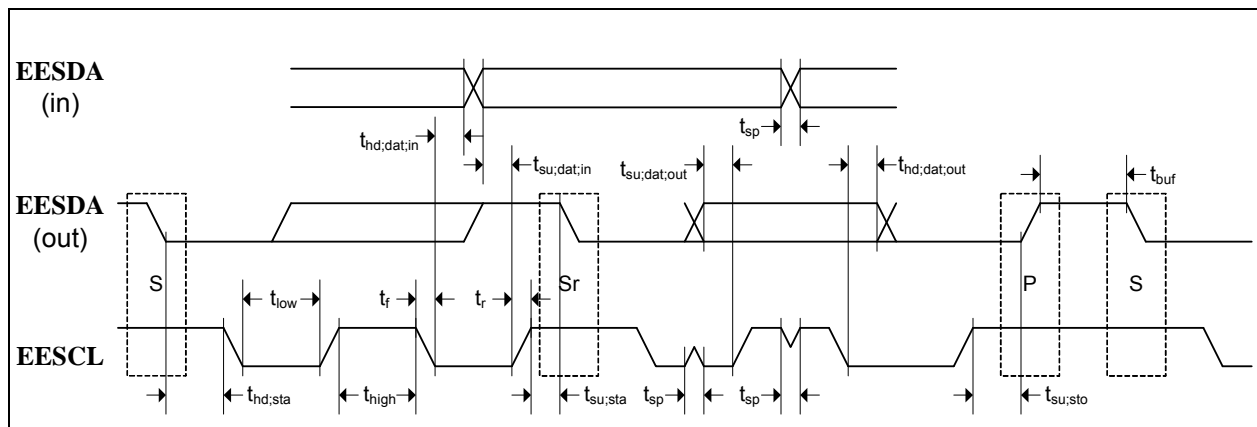 EESDA
(in)
t_hd;dat;in
t_sp
t_su;dat;in
t_su;dat;out
t_hd;dat;out
t_buf
EESDA
(out)
S
t_low
t_f
t_r
Sr
P
S
EESCL
t_hd;sta
t_high
t_su;sta
t_sp
t_sp
t_su;sto